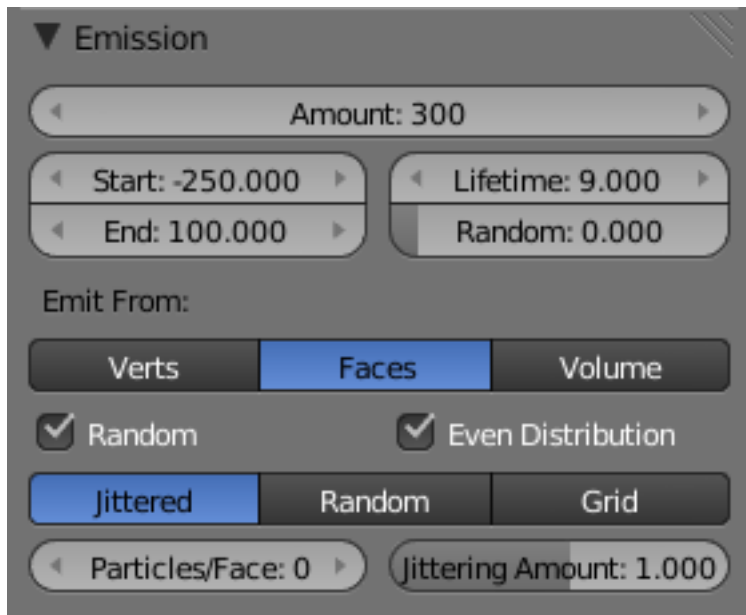 Emission
Amount: 300
Start: -250.000
Lifetime: 9.000
End: 100.000
Random: 0.000
Emit From:
Verts Faces Volume
Random Even Distribution
Jittered Random Grid
Particles/Face: 0 Jittering Amount: 1.000